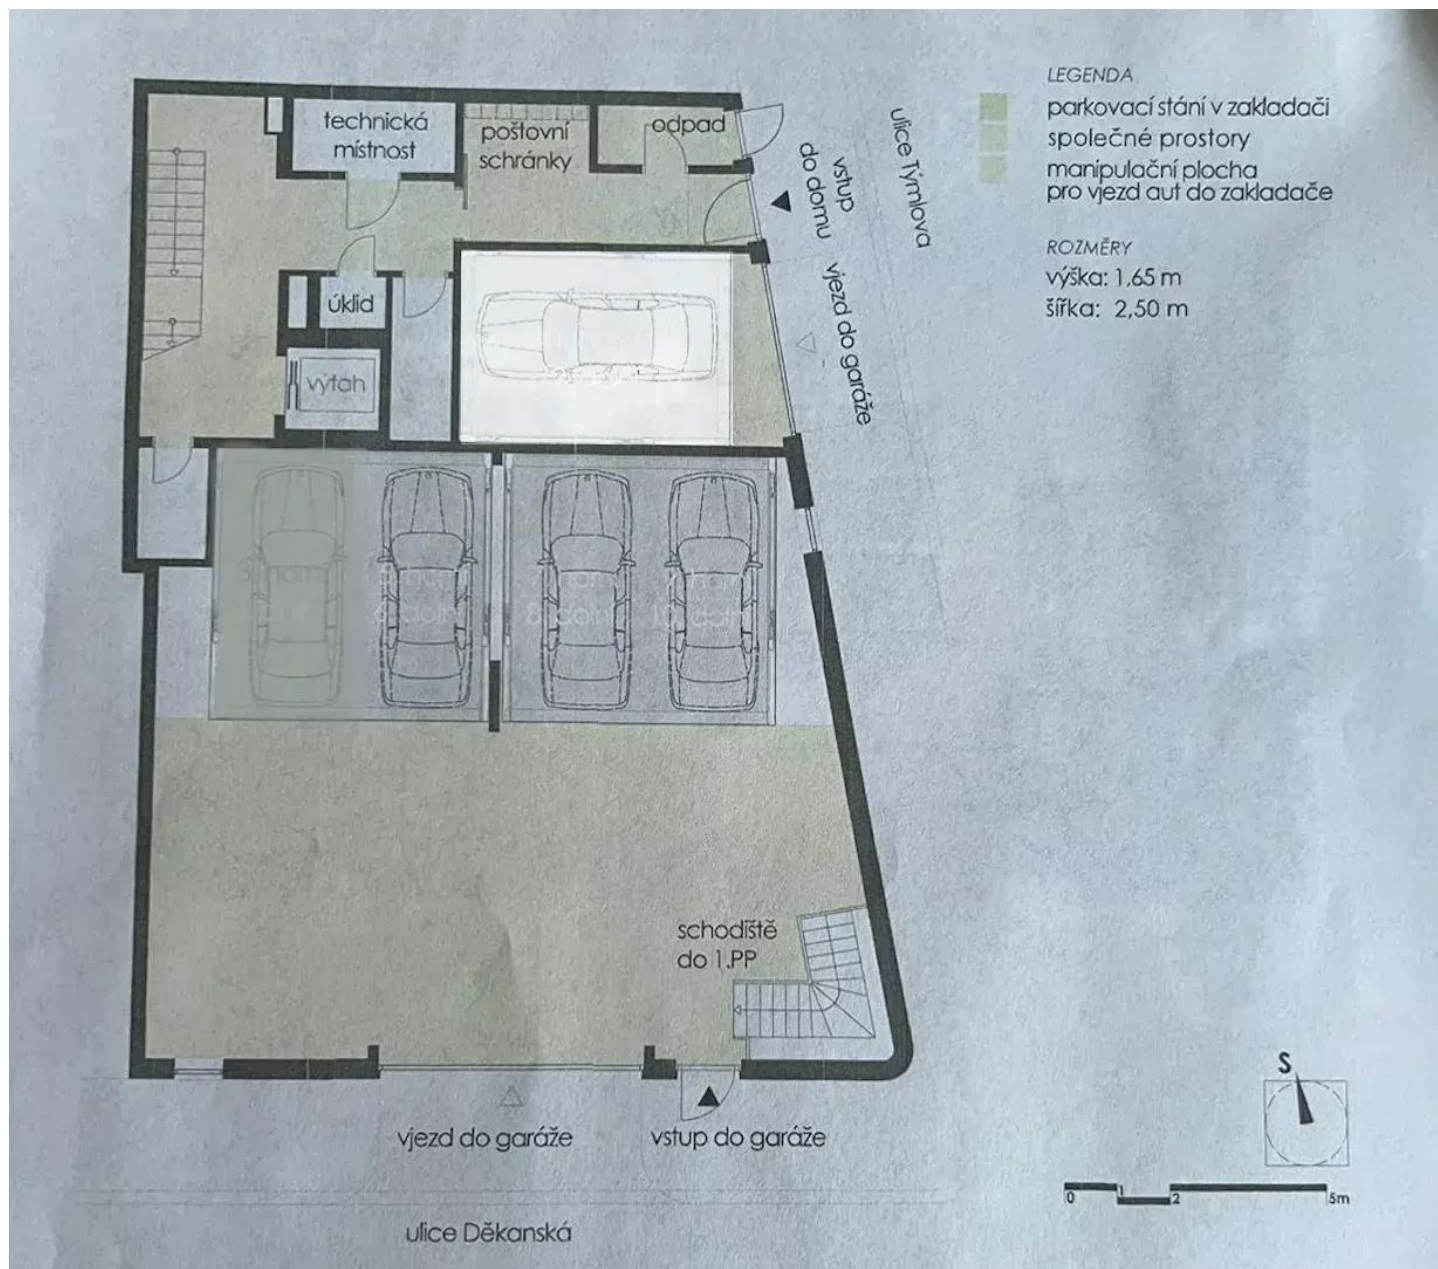 LEGENDA
parkovací stání v zakladači
společné prostory
manipulační plocha
pro vjezd aut do zakladače
ROZMĚRY
výška: 1,65 m
šířka: 2,50 m
technická
místnost
poštovní
schránky
odpad
vstup
do domu
ulice Týmlova
úklid
vjezd do garáže
výtah
schodiště
do 1.PP
vjezd do garáže
vstup do garáže
ulice Děkanská
S
0 1 2 5m